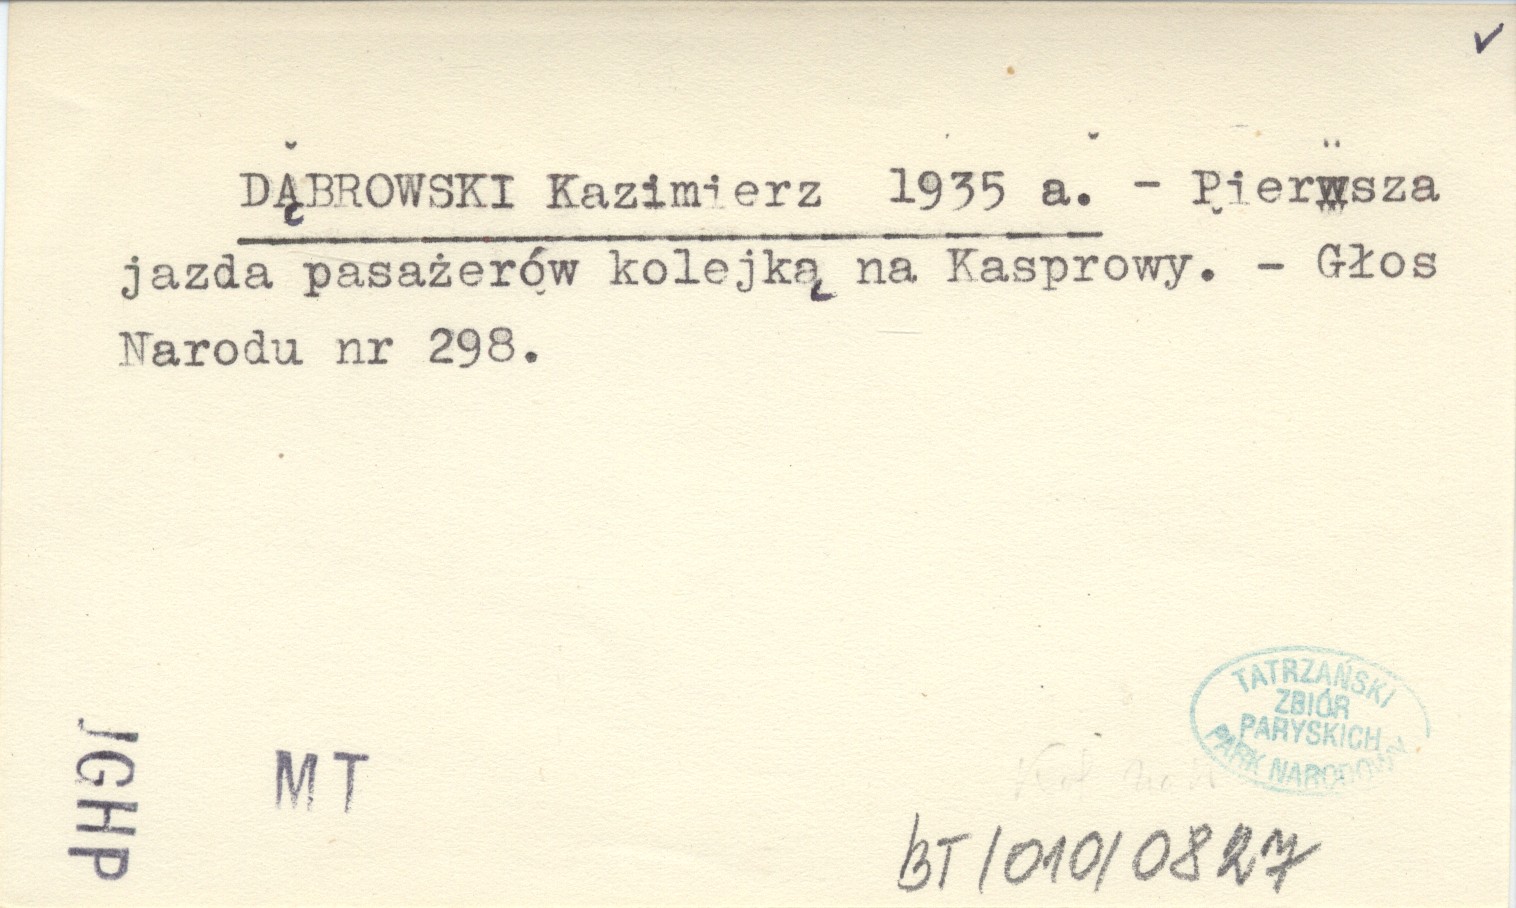 ✓
DĄBROWSKI Kazimierz 1935 a. - Pierwsza
jazda pasażerów kolejką na Kasprowy. - Głos
Narodu nr 298.
TATRZAŃSKI
ZBIÓR
PARYSKICH
PARK NARODOWY
IGHP
MT
BT/010/0827